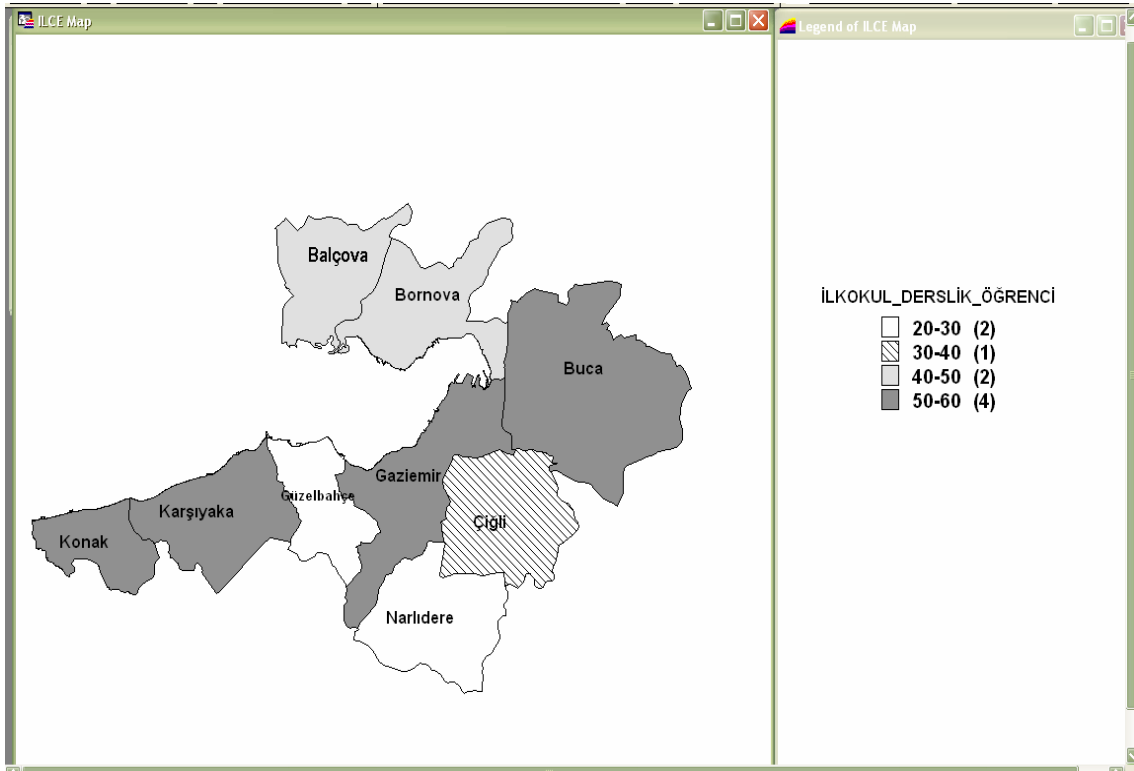 ILCE Map
Legend of ILCE Map
Balçova
Bornova
Buca
Gaziemir
Güzelbahçe
Karşıyaka
Çiğli
Konak
Narlıdere
İLKOKUL_DERSLİK_ÖĞRENCİ
20-30 (2)
30-40 (1)
40-50 (2)
50-60 (4)